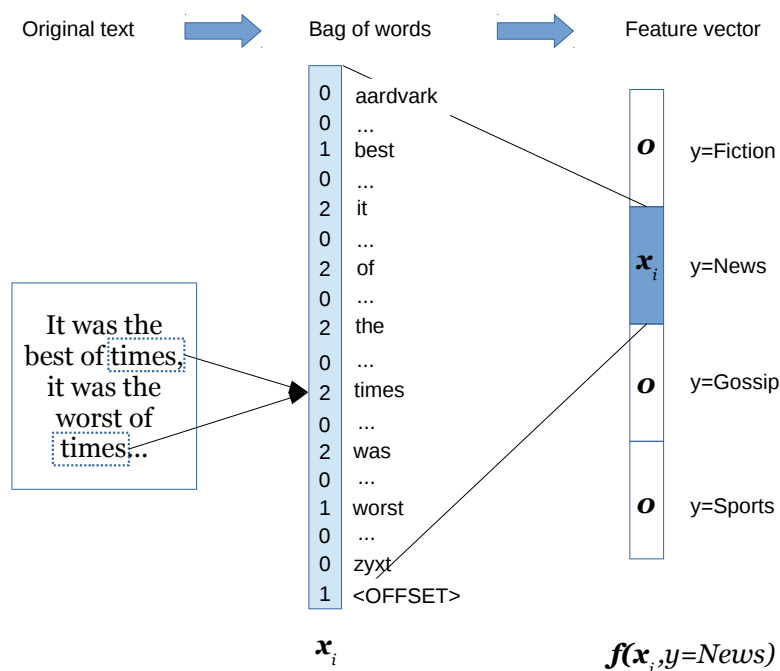 Original text
Bag of words
Feature vector
It was the
best of times,
it was the
worst of
times...
0 aardvark
0 ...
1 best
0 ...
2 it
0 ...
2 of
0 ...
2 the
0 ...
2 times
0 ...
2 was
0 ...
1 worst
0 ...
0 zyxt
1 <OFFSET>
x_i
o y=Fiction
x_i y=News
o y=Gossip
o y=Sports
f(x_i,y=News)